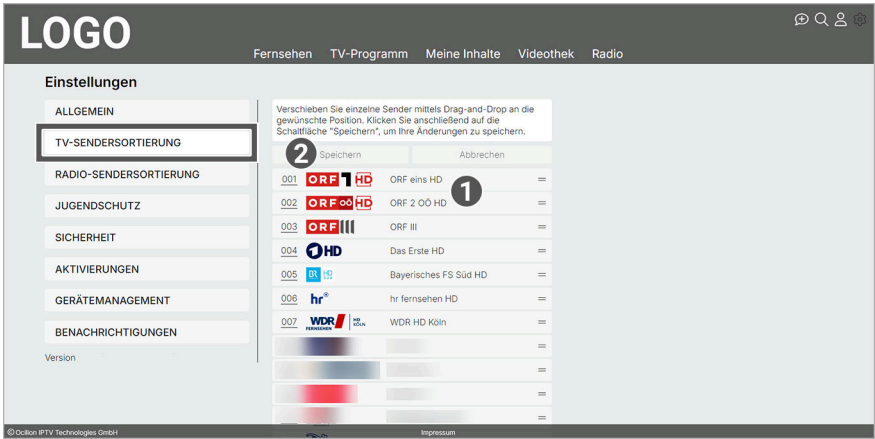 LOGO
Fernsehen TV-Programm Meine Inhalte Videothek Radio
Einstellungen
ALLGEMEIN
TV-SENDERSORTIERUNG
RADIO-SENDERSORTIERUNG
JUGENDSCHUTZ
SICHERHEIT
AKTIVIERUNGEN
GERÄTEMANAGEMENT
BENACHRICHTIGUNGEN
Version
Verschieben Sie einzelne Sender mittels Drag-and-Drop an die
gewünschte Position. Klicken Sie anschließend auf die
Schaltfläche "Speichern", um Ihre Änderungen zu speichern.
2 Speichern Abbrechen
1
001 ORF 1 HD ORF eins HD
002 ORF OÖ HD ORF 2 OÖ HD
003 ORF III ORF III
004 1 HD Das Erste HD
005 BR HD Bayerisches FS Süd HD
006 hr® hr fernsehen HD
007 WDR FERNSEHEN HD KÖLN WDR HD Köln
© Ocilion IPTV Technologies GmbH Impressum